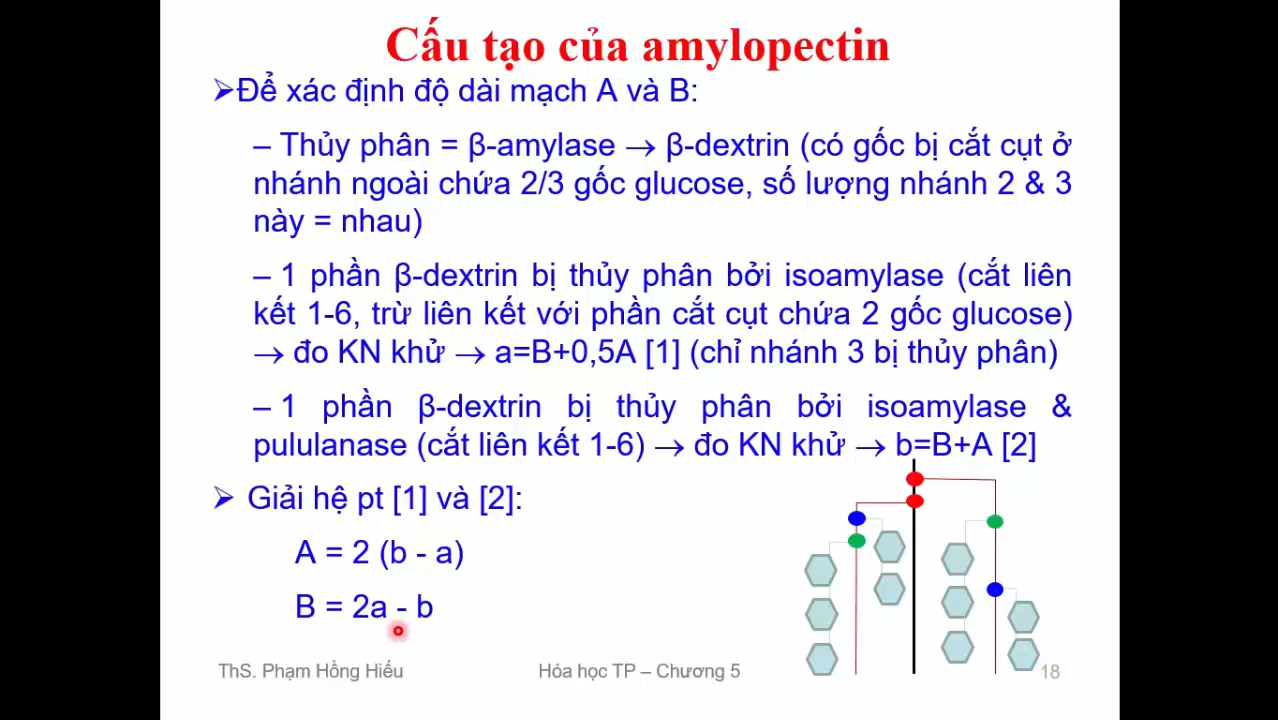 Cấu tạo của amylopectin
➢Để xác định độ dài mạch A và B:
– Thủy phân = β-amylase → β-dextrin (có gốc bị cắt cụt ở
nhánh ngoài chứa 2/3 gốc glucose, số lượng nhánh 2 & 3
này = nhau)
– 1 phần β-dextrin bị thủy phân bởi isoamylase (cắt liên
kết 1-6, trừ liên kết với phần cắt cụt chứa 2 gốc glucose)
→ đo KN khử → a=B+0,5A [1] (chỉ nhánh 3 bị thủy phân)
– 1 phần β-dextrin bị thủy phân bởi isoamylase &
pululanase (cắt liên kết 1-6) → đo KN khử → b=B+A [2]
➢ Giải hệ pt [1] và [2]:
A = 2 (b - a)
B = 2a - b
ThS. Phạm Hồng Hiếu
Hóa học TP – Chương 5
18